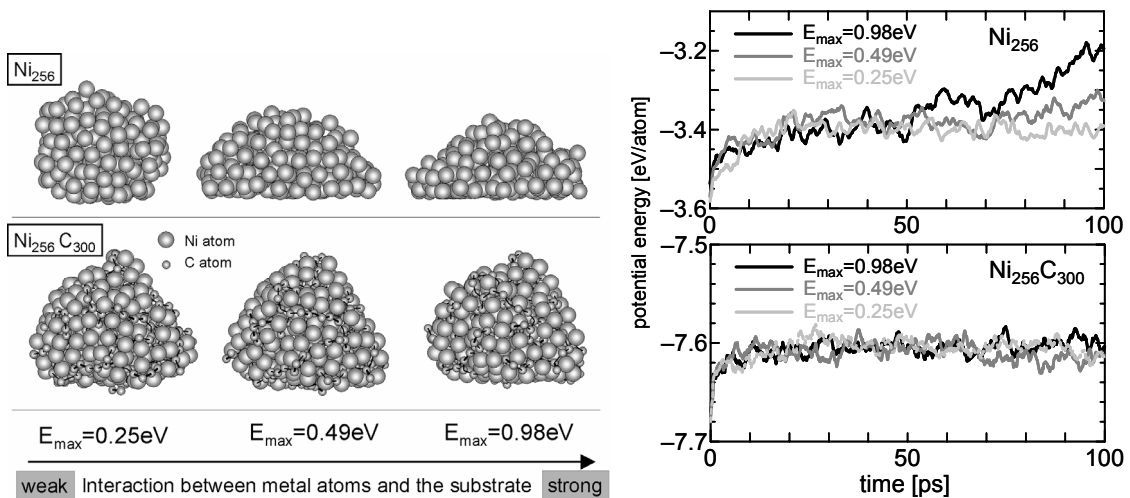 Ni256
Ni256 C300
Ni atom
C atom
Emax=0.25eV
Emax=0.49eV
Emax=0.98eV
weak
Interaction between metal atoms and the substrate
strong
potential energy [eV/atom]
Emax=0.98eV
Emax=0.49eV
Emax=0.25eV
Ni256
−3.2
−3.4
−3.6
0
50
100
Emax=0.98eV
Emax=0.49eV
Emax=0.25eV
Ni256C300
−7.5
−7.6
−7.7
0
50
100
time [ps]